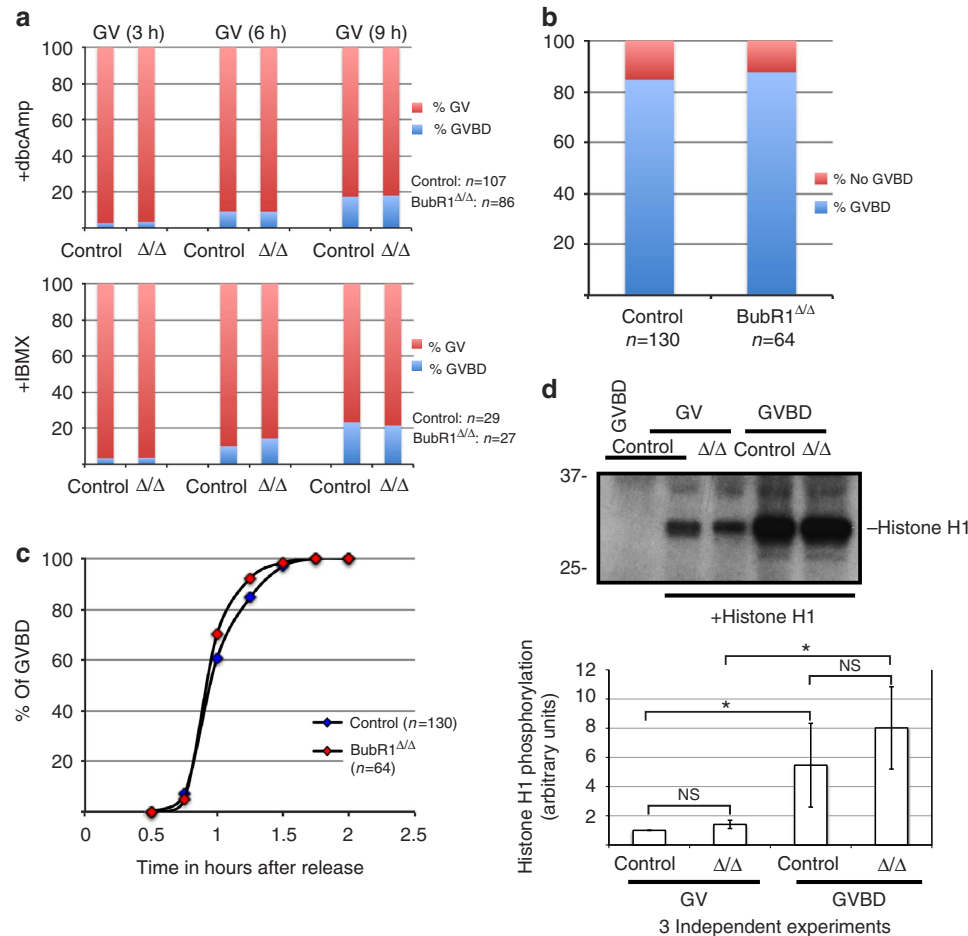 a
GV (3 h) GV (6 h) GV (9 h)
100
80
60
40
20
+dbcAmp
% GV
% GVBD
Control: n=107
BubR1Δ/Δ: n=86
Control Δ/Δ Control Δ/Δ Control Δ/Δ
100
80
60
40
20
+IBMX
% GV
% GVBD
Control: n=29
BubR1Δ/Δ: n=27
Control Δ/Δ Control Δ/Δ Control Δ/Δ
b
100
80
60
40
20
% No GVBD
% GVBD
Control BubR1Δ/Δ
n=130 n=64
c
100
80
60
40
20
% Of GVBD
Control (n=130)
BubR1Δ/Δ
(n=64)
0 0.5 1 1.5 2 2.5
Time in hours after release
d
GVBD GV GVBD
Control Δ/Δ Control Δ/Δ
37-
25-
–Histone H1
+Histone H1
Histone H1 phosphorylation
(arbitrary units)
12
10
8
6
4
2
* NS
* NS
Control Δ/Δ Control Δ/Δ
GV GVBD
3 Independent experiments